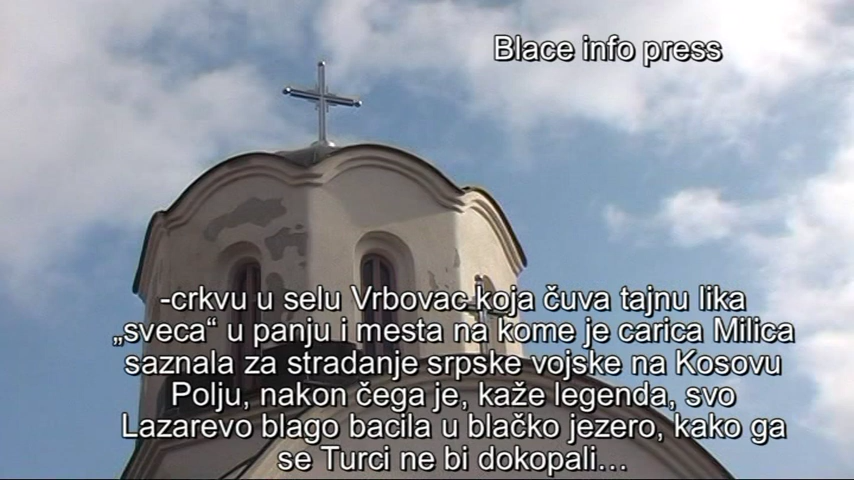 Blace info press
-crkvu u selu Vrbovac koja čuva tajnu lika
„sveca“ u panju i mesta na kome je carica Milica
saznala za stradanje srpske vojske na Kosovu
Polju, nakon čega je, kaže legenda, svo
Lazarevo blago bacila u blačko jezero, kako ga
se Turci ne bi dokopali...